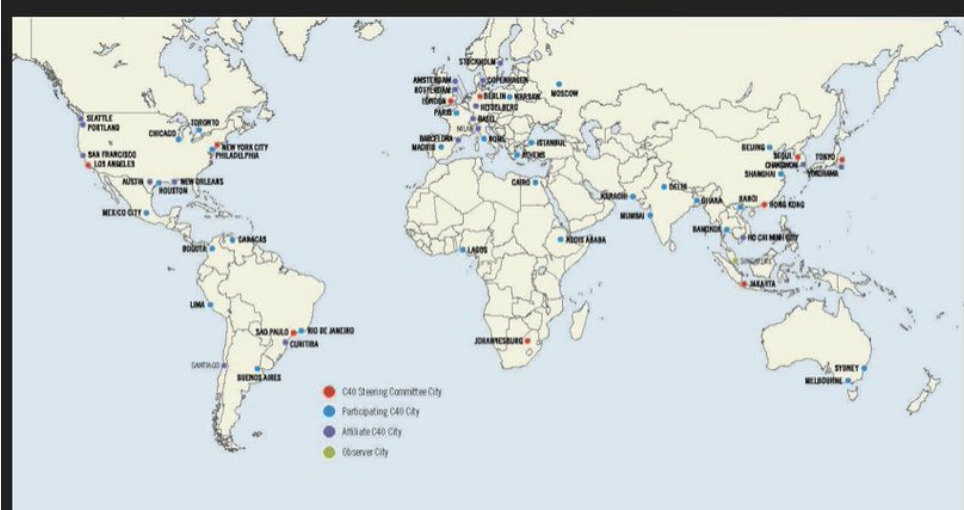 STOCKHOLM
AMSTERDAM
COPENHAGEN
ROTTERDAM
LONDON
BERLIN
WARSAW
MOSCOW
HEIDELBERG
PARIS
BASEL
MILAN
BARCELONA
ROME
ISTANBUL
MADRID
ATHENS
SEATTLE
PORTLAND
TORONTO
CHICAGO
NEW YORK CITY
PHILADELPHIA
SAN FRANCISCO
LOS ANGELES
AUSTIN
NEW ORLEANS
HOUSTON
MEXICO CITY
CARACAS
BOGOTA
LIMA
SAO PAULO
RIO DE JANEIRO
CURITIBA
SANTIAGO
BUENOS AIRES
CAIRO
LAGOS
ADDIS ABABA
JOHANNESBURG
KARACHI
DELHI
MUMBAI
DHAKA
BEIJING
SEOUL
CHANGWON
TOKYO
YOKOHAMA
SHANGHAI
HANOI
HONG KONG
BANGKOK
HO CHI MINH CITY
SINGAPORE
JAKARTA
SYDNEY
MELBOURNE
C40 Steering Committee City
Participating C40 City
Affiliate C40 City
Observer City